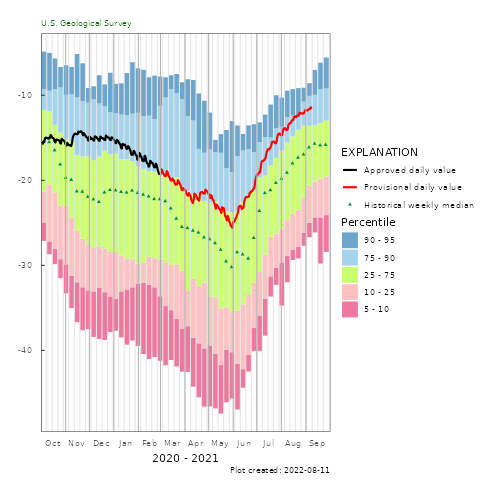 U.S. Geological Survey
-10
-20
-30
-40
Oct Nov Dec Jan Feb Mar Apr May Jun Jul Aug Sep
2020 - 2021
EXPLANATION
Approved daily value
Provisional daily value
Historical weekly median
Percentile
90 - 95
75 - 90
25 - 75
10 - 25
5 - 10
Plot created: 2022-08-11